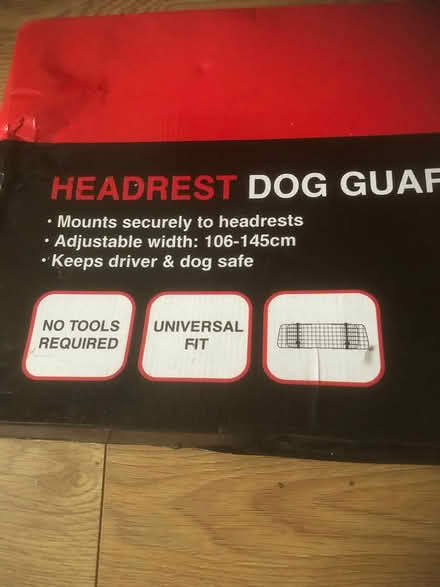 HEADREST DOG GUAR
· Mounts securely to headrests
· Adjustable width: 106-145cm
· Keeps driver & dog safe
NO TOOLS
REQUIRED
UNIVERSAL
FIT